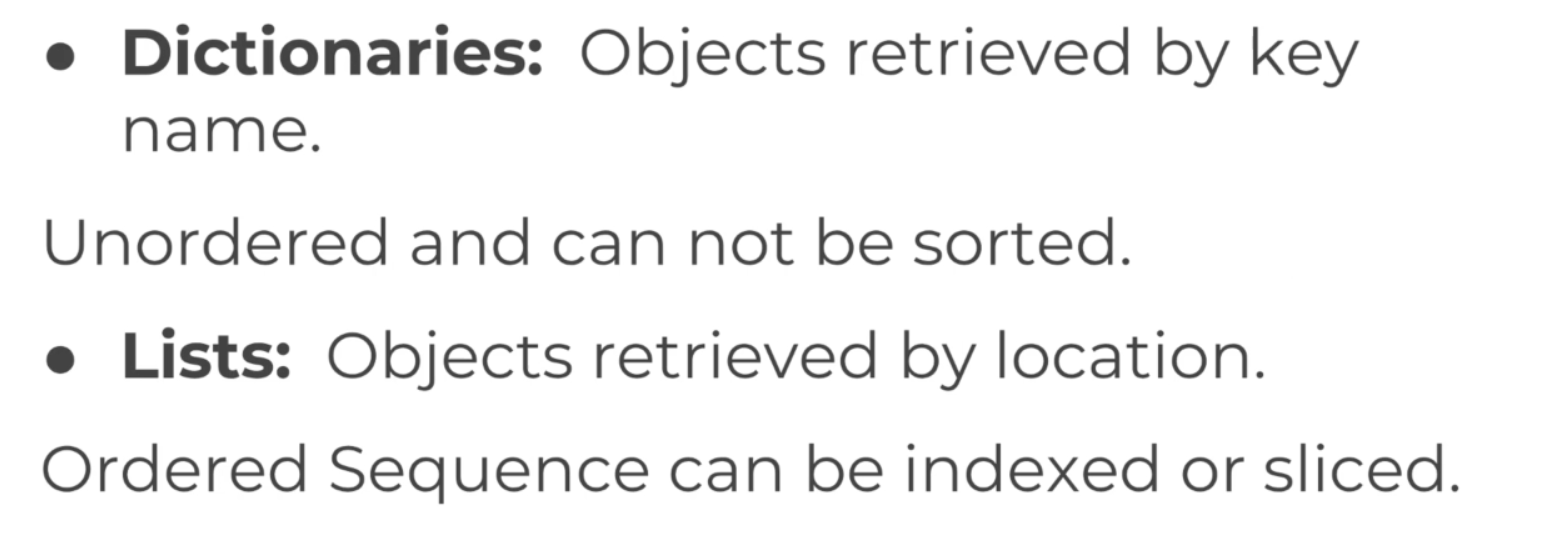 ● Dictionaries: Objects retrieved by key
name.
Unordered and can not be sorted.
● Lists: Objects retrieved by location.
Ordered Sequence can be indexed or sliced.